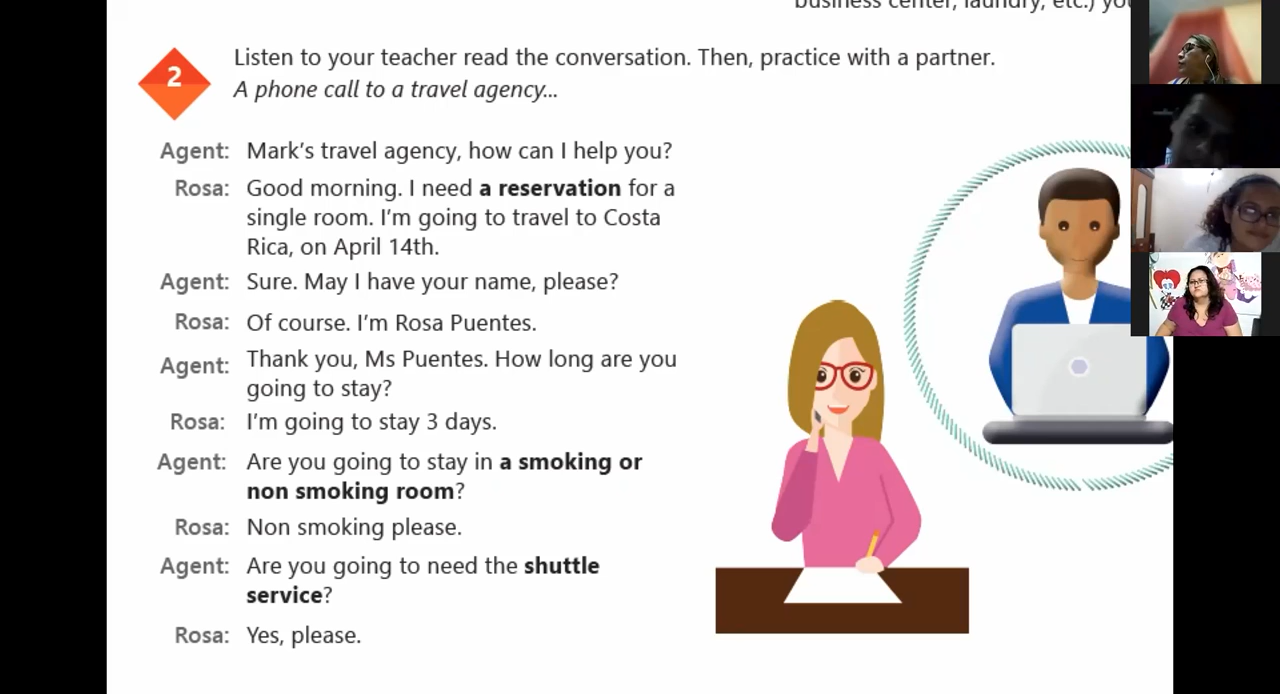 business center, laundry, etc.) you
2
Listen to your teacher read the conversation. Then, practice with a partner.
A phone call to a travel agency...
Agent: Mark's travel agency, how can I help you?
Rosa: Good morning. I need a reservation for a
single room. I'm going to travel to Costa
Rica, on April 14th.
Agent: Sure. May I have your name, please?
Rosa: Of course. I'm Rosa Puentes.
Agent: Thank you, Ms Puentes. How long are you
going to stay?
Rosa: I'm going to stay 3 days.
Agent: Are you going to stay in a smoking or
non smoking room?
Rosa: Non smoking please.
Agent: Are you going to need the shuttle
service?
Rosa: Yes, please.